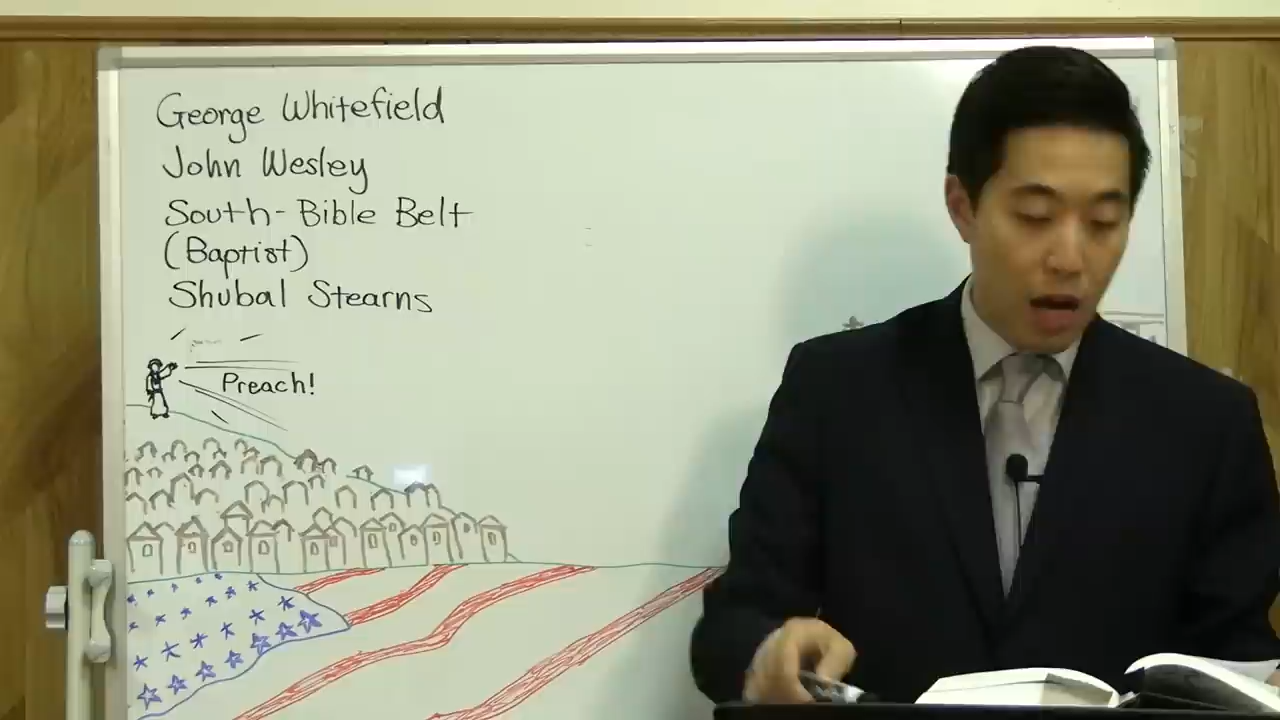 George Whitefield
John Wesley
South-Bible Belt
(Baptist)
Shubal Stearns
Preach!